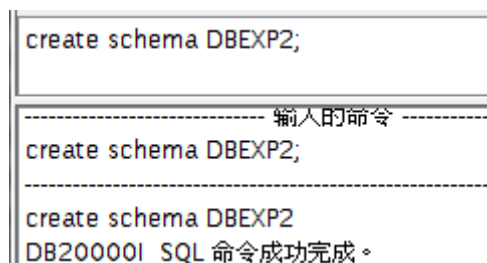 create schema DBEXP2;
------------------------------ 输入的命令 ----------
create schema DBEXP2;
------------------------------------------------------------
create schema DBEXP2
DB20000I  SQL 命令成功完成。